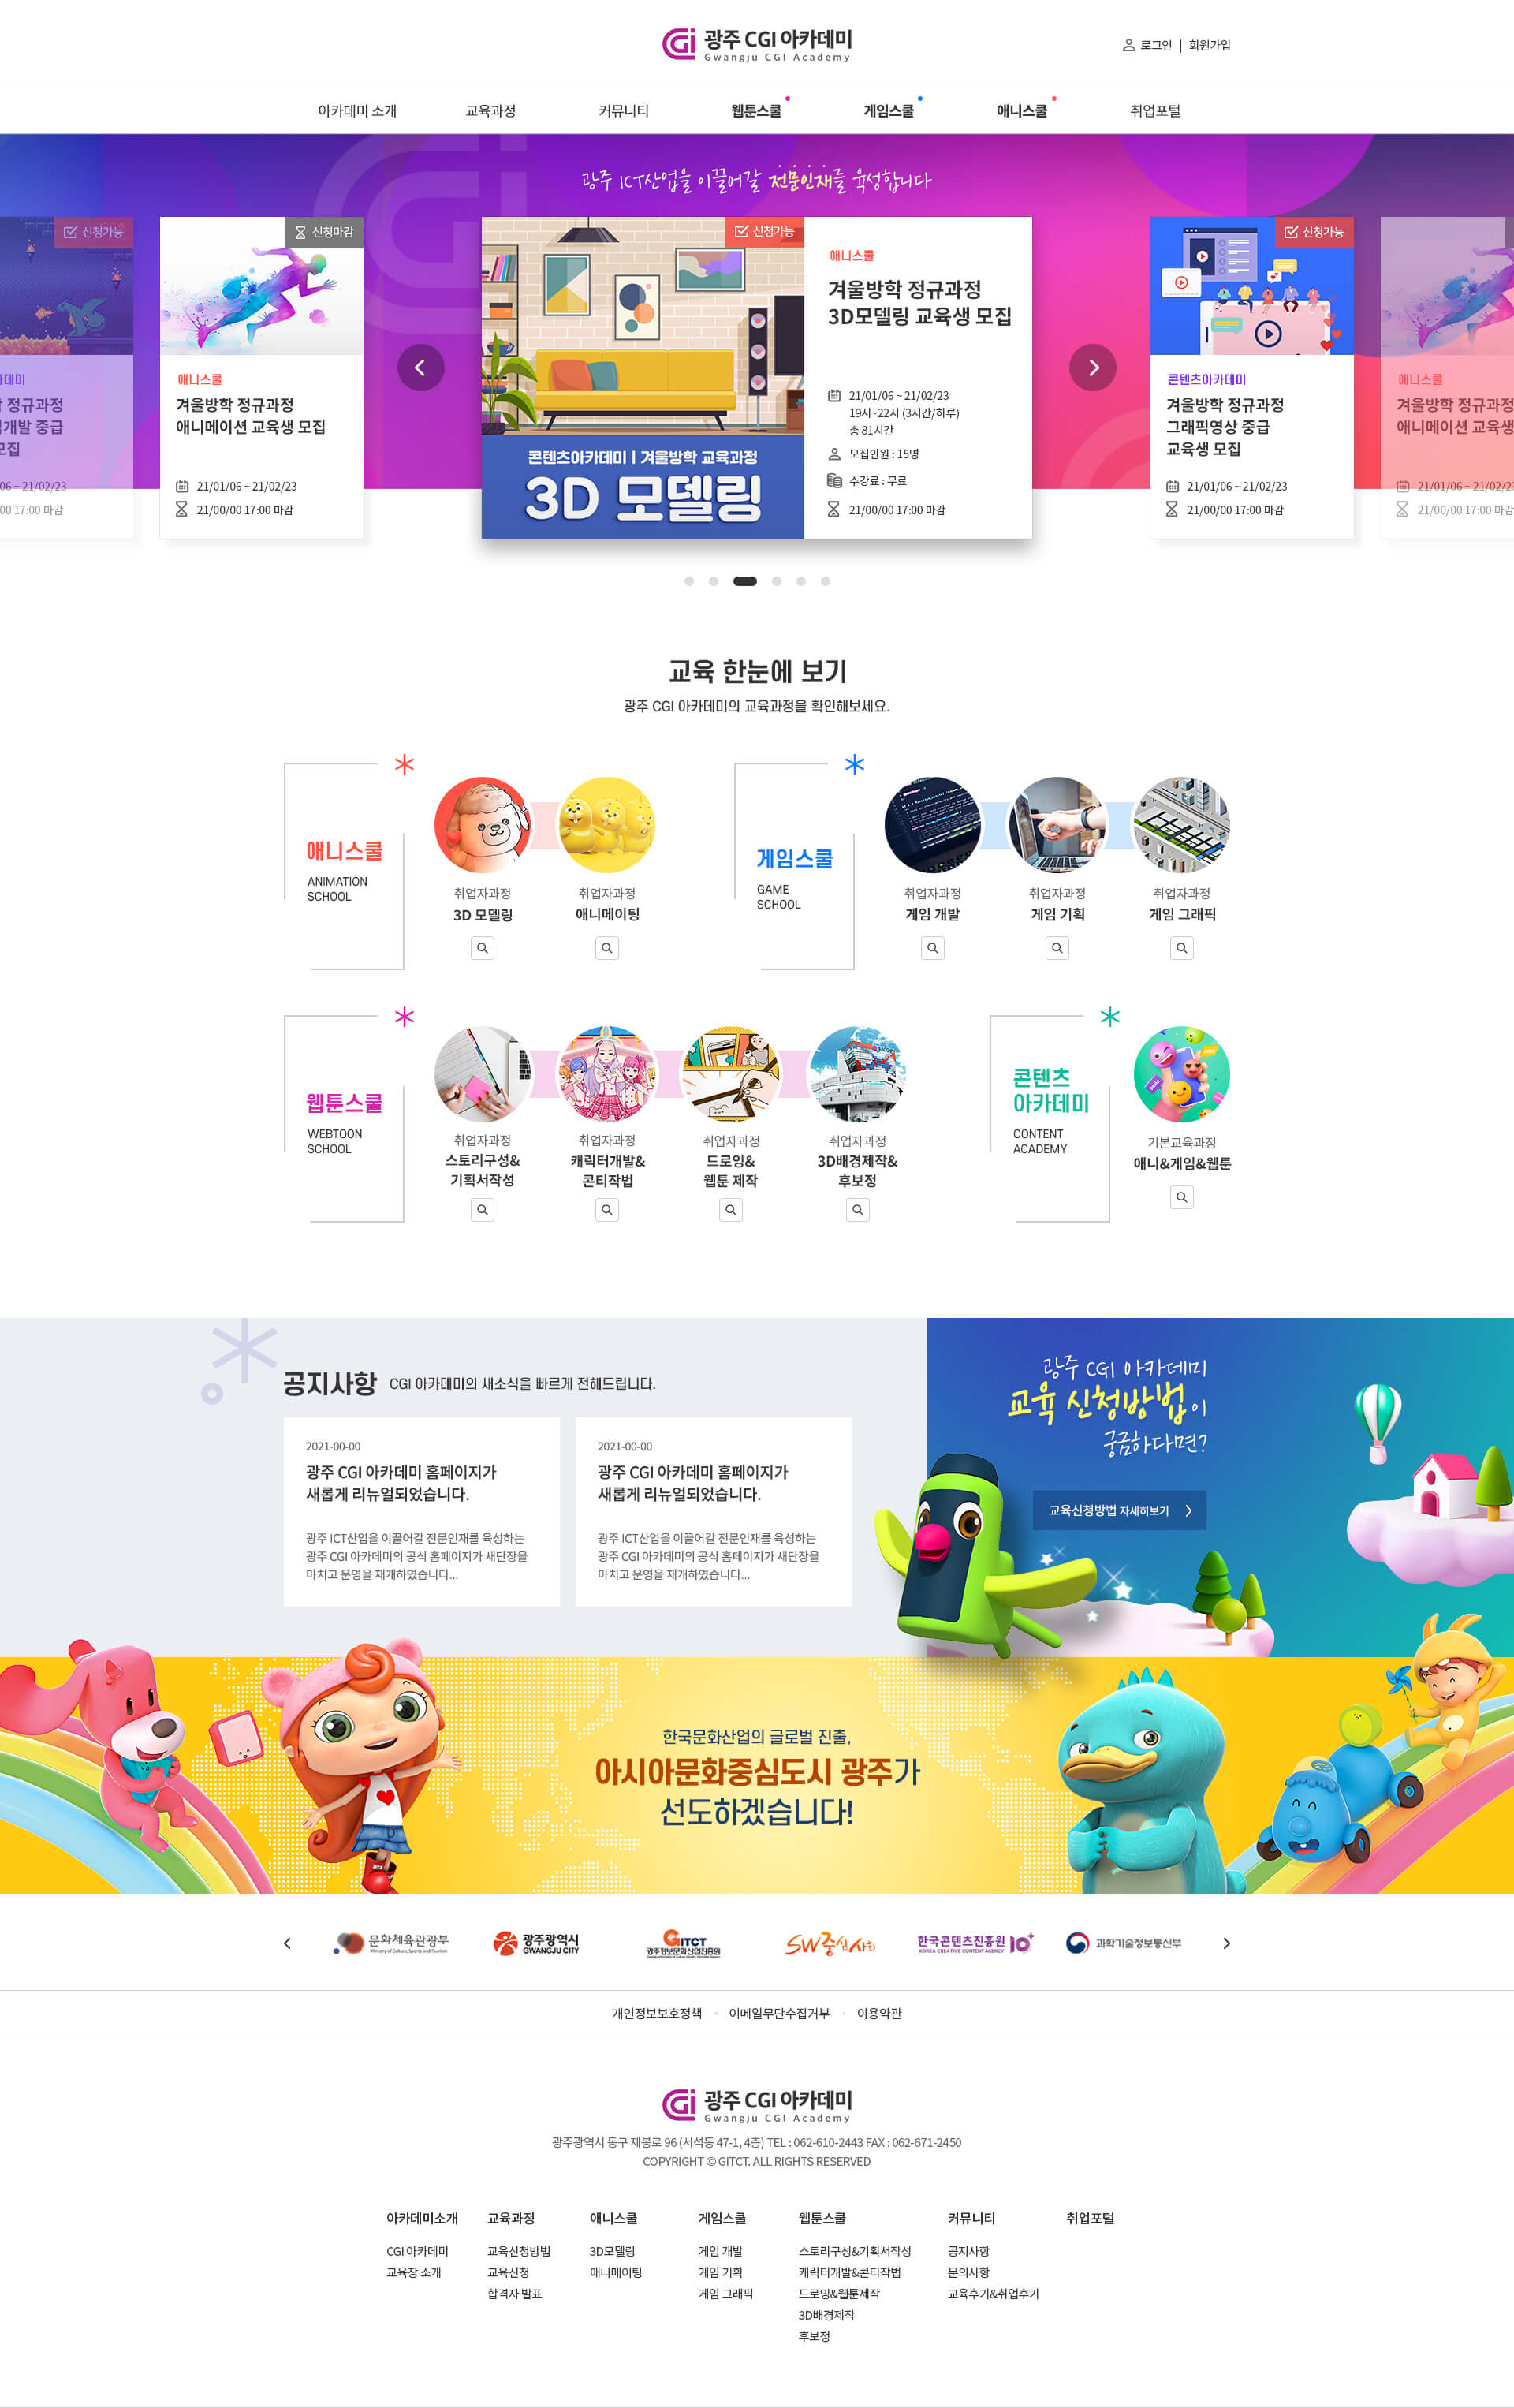 광주 CGI 아카데미
Gwangju CGI Academy
로그인 | 회원가입
아카데미 소개
교육과정
커뮤니티
웹툰스쿨
게임스쿨
애니스쿨
취업포털
광주 ICT산업을 이끌어갈 전문인재를 육성합니다
신청가능
정규과정
개발 중급
모집
06 ~ 21/02/23
00 17:00 마감
신청마감
애니스쿨
겨울방학 정규과정
애니메이션 교육생 모집
21/01/06 ~ 21/02/23
21/00/00 17:00 마감
콘텐츠아카데미 | 겨울방학 교육과정
3D 모델링
신청가능
애니스쿨
겨울방학 정규과정
3D모델링 교육생 모집
21/01/06 ~ 21/02/23
19시~22시 (3시간/하루)
총 81시간
모집인원 : 15명
수강료 : 무료
21/00/00 17:00 마감
신청가능
콘텐츠아카데미
겨울방학 정규과정
그래픽영상 중급
교육생 모집
21/01/06 ~ 21/02/23
21/00/00 17:00 마감
애니스쿨
겨울방학 정규과정
애니메이션 교육생
21/01/06 ~ 21/02/23
21/00/00 17:00 마감
교육 한눈에 보기
광주 CGI 아카데미의 교육과정을 확인해보세요.
애니스쿨
ANIMATION
SCHOOL
취업자과정
3D 모델링
취업자과정
애니메이팅
게임스쿨
GAME
SCHOOL
취업자과정
게임 개발
취업자과정
게임 기획
취업자과정
게임 그래픽
웹툰스쿨
WEBTOON
SCHOOL
취업자과정
스토리구성&
기획서작성
취업자과정
캐릭터개발&
콘티작법
취업자과정
드로잉&
웹툰 제작
취업자과정
3D배경제작&
후보정
콘텐츠
아카데미
CONTENT
ACADEMY
기본교육과정
애니&게임&웹툰
공지사항 CGI 아카데미의 새소식을 빠르게 전해드립니다.
2021-00-00
광주 CGI 아카데미 홈페이지가
새롭게 리뉴얼되었습니다.
광주 ICT산업을 이끌어갈 전문인재를 육성하는
광주 CGI 아카데미의 공식 홈페이지가 새단장을
마치고 운영을 재개하였습니다...
2021-00-00
광주 CGI 아카데미 홈페이지가
새롭게 리뉴얼되었습니다.
광주 ICT산업을 이끌어갈 전문인재를 육성하는
광주 CGI 아카데미의 공식 홈페이지가 새단장을
마치고 운영을 재개하였습니다...
광주 CGI 아카데미
교육 신청방법이
궁금하다면?
교육신청방법 자세히보기
한국문화산업의 글로벌 진출,
아시아문화중심도시 광주가
선도하겠습니다!
문화체육관광부
Ministry of Culture, Sports and Tourism
광주광역시
GWANGJU CITY
GITCT
광주정보문화산업진흥원
SW중심사회
한국콘텐츠진흥원
KOREA CREATIVE CONTENT AGENCY
10+
과학기술정보통신부
개인정보보호정책 · 이메일무단수집거부 · 이용약관
광주 CGI 아카데미
Gwangju CGI Academy
광주광역시 동구 제봉로 96 (서석동 47-1, 4층) TEL : 062-610-2443 FAX : 062-671-2450
COPYRIGHT © GITCT. ALL RIGHTS RESERVED
아카데미소개
CGI 아카데미
교육장 소개
교육과정
교육신청방법
교육신청
합격자 발표
애니스쿨
3D모델링
애니메이팅
게임스쿨
게임 개발
게임 기획
게임 그래픽
웹툰스쿨
스토리구성&기획서작성
캐릭터개발&콘티작법
드로잉&웹툰제작
3D배경제작
후보정
커뮤니티
공지사항
문의사항
교육후기&취업후기
취업포털